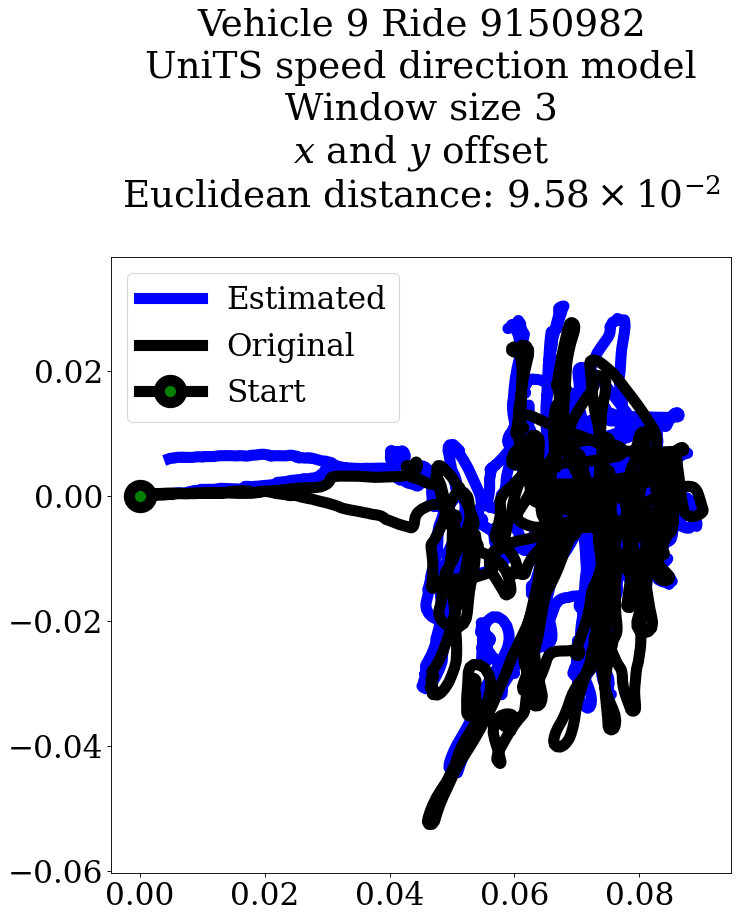 Vehicle 9 Ride 9150982
UniTS speed direction model
Window size 3
x and y offset
Euclidean distance: 9.58 × 10⁻²
Estimated
Original
Start
0.02
0.00
−0.02
−0.04
−0.06
0.00 0.02 0.04 0.06 0.08